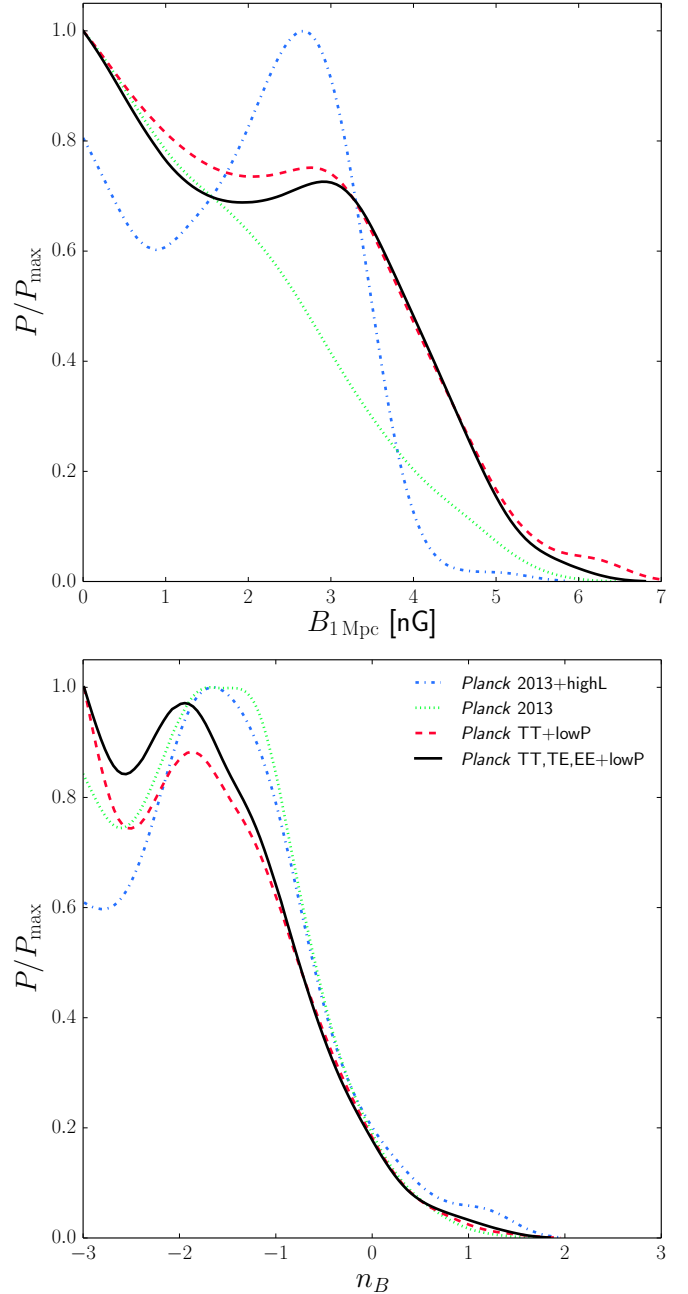 1.0
0.8
0.6
0.4
0.2
0.0
P/P_max
0 1 2 3 4 5 6 7
B_{1 Mpc} [nG]
1.0
0.8
0.6
0.4
0.2
0.0
P/P_max
Planck 2013+highL
Planck 2013
Planck TT+lowP
Planck TT,TE,EE+lowP
−3 −2 −1 0 1 2 3
n_B